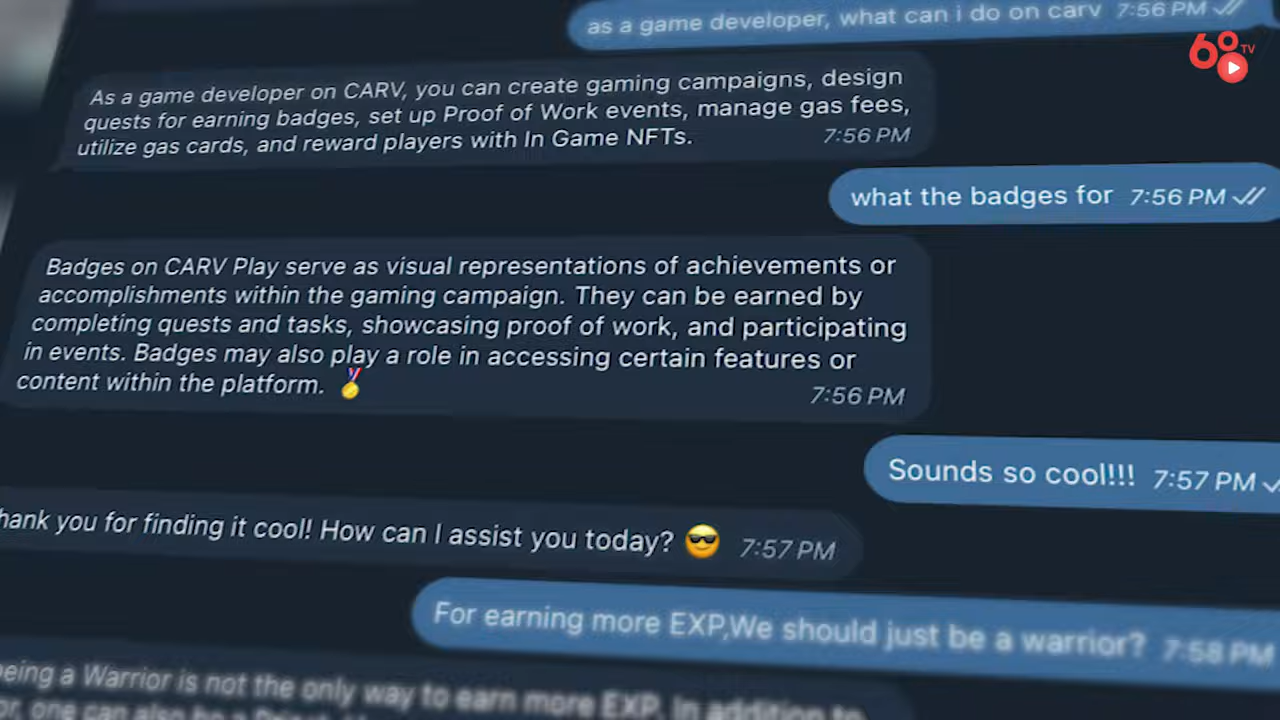 as a game developer, what can i do on carv 7:56 PM
60 TV
As a game developer on CARV, you can create gaming campaigns, design
quests for earning badges, set up Proof of Work events, manage gas fees,
utilize gas cards, and reward players with In Game NFTs. 7:56 PM
what the badges for 7:56 PM
Badges on CARV Play serve as visual representations of achievements or
accomplishments within the gaming campaign. They can be earned by
completing quests and tasks, showcasing proof of work, and participating
in events. Badges may also play a role in accessing certain features or
content within the platform. 🏅 7:56 PM
Sounds so cool!!! 7:57 PM
hank you for finding it cool! How can I assist you today? 😎 7:57 PM
For earning more EXP,We should just be a warrior? 7:58 PM
eing a Warrior is not the only way to earn more EXP. In addition to
or, one can also be a Priest,